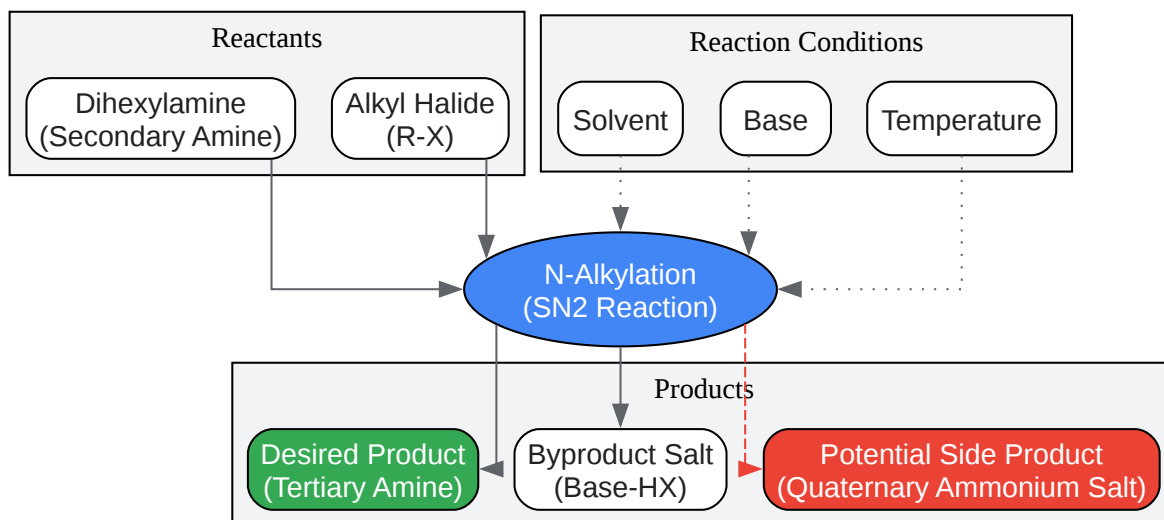 Reactants
Reaction Conditions
Dihexylamine
(Secondary Amine)
Alkyl Halide
(R-X)
Solvent
Base
Temperature
N-Alkylation
(SN2 Reaction)
Products
Desired Product
(Tertiary Amine)
Byproduct Salt
(Base-HX)
Potential Side Product
(Quaternary Ammonium Salt)